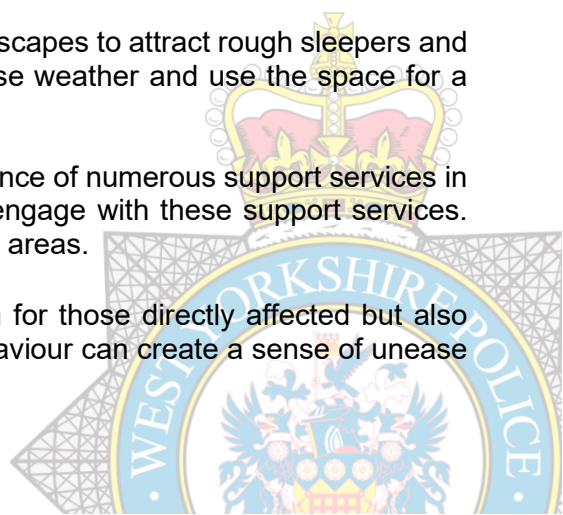 scapes to attract rough sleepers and
se weather and use the space for a
nce of numerous support services in
engage with these support services.
areas.
for those directly affected but also
aviour can create a sense of unease
WEST YORKSHIRE POLICE